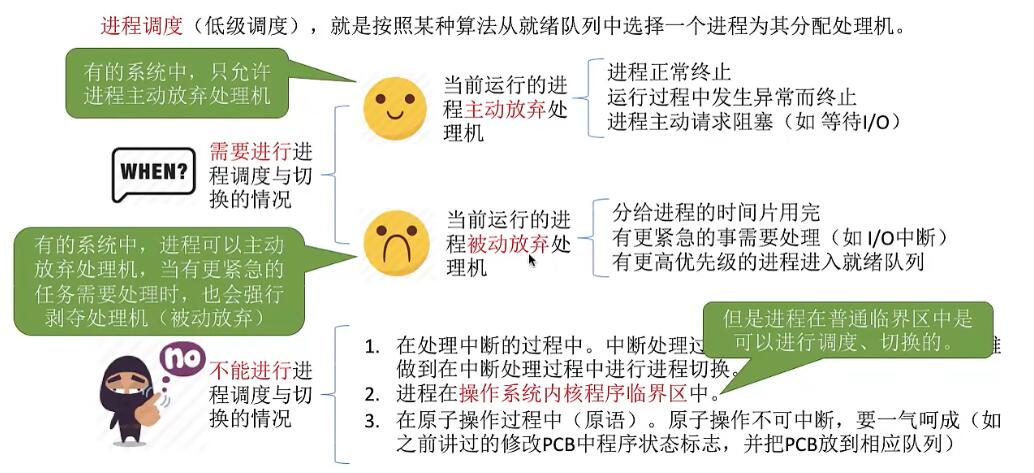 进程调度（低级调度），就是按照某种算法从就绪队列中选择一个进程为其分配处理机。
有的系统中，只允许
进程主动放弃处理机
当前运行的进
程主动放弃处
理机
进程正常终止
运行过程中发生异常而终止
进程主动请求阻塞（如 等待I/O）
WHEN?
需要进行进
程调度与切
换的情况
当前运行的进
程被动放弃处
理机
分给进程的时间片用完
有更紧急的事需要处理（如 I/O中断）
有更高优先级的进程进入就绪队列
有的系统中，进程可以主动
放弃处理机，当有更紧急的
任务需要处理时，也会强行
剥夺处理机（被动放弃）
但是进程在普通临界区中是
可以进行调度、切换的。
no
不能进行进
程调度与切
换的情况
1. 在处理中断的过程中。中断处理过
做到在中断处理过程中进行进程切换。
2. 进程在操作系统内核程序临界区中。
3. 在原子操作过程中（原语）。原子操作不可中断，要一气呵成（如
之前讲过的修改PCB中进程状态标志，并把PCB放到相应队列）